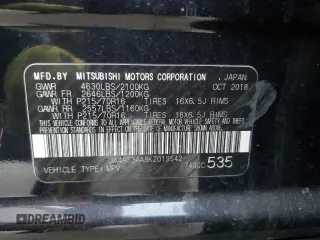 MFD.BY MITSUBISHI MOTORS CORPORATION, JAPAN
GVWR 4630LBS/2100KG OCT 2018
GAWR FR 2646LBS/1200KG
WITH P215/70R16 TIRES 16X6.5J RIMS
GAWR RR 2557LBS/1160KG
WITH P215/70R16 TIRES 16X6.5J RIMS
VEHICLE TYPE: MPV 535
DREAMBID